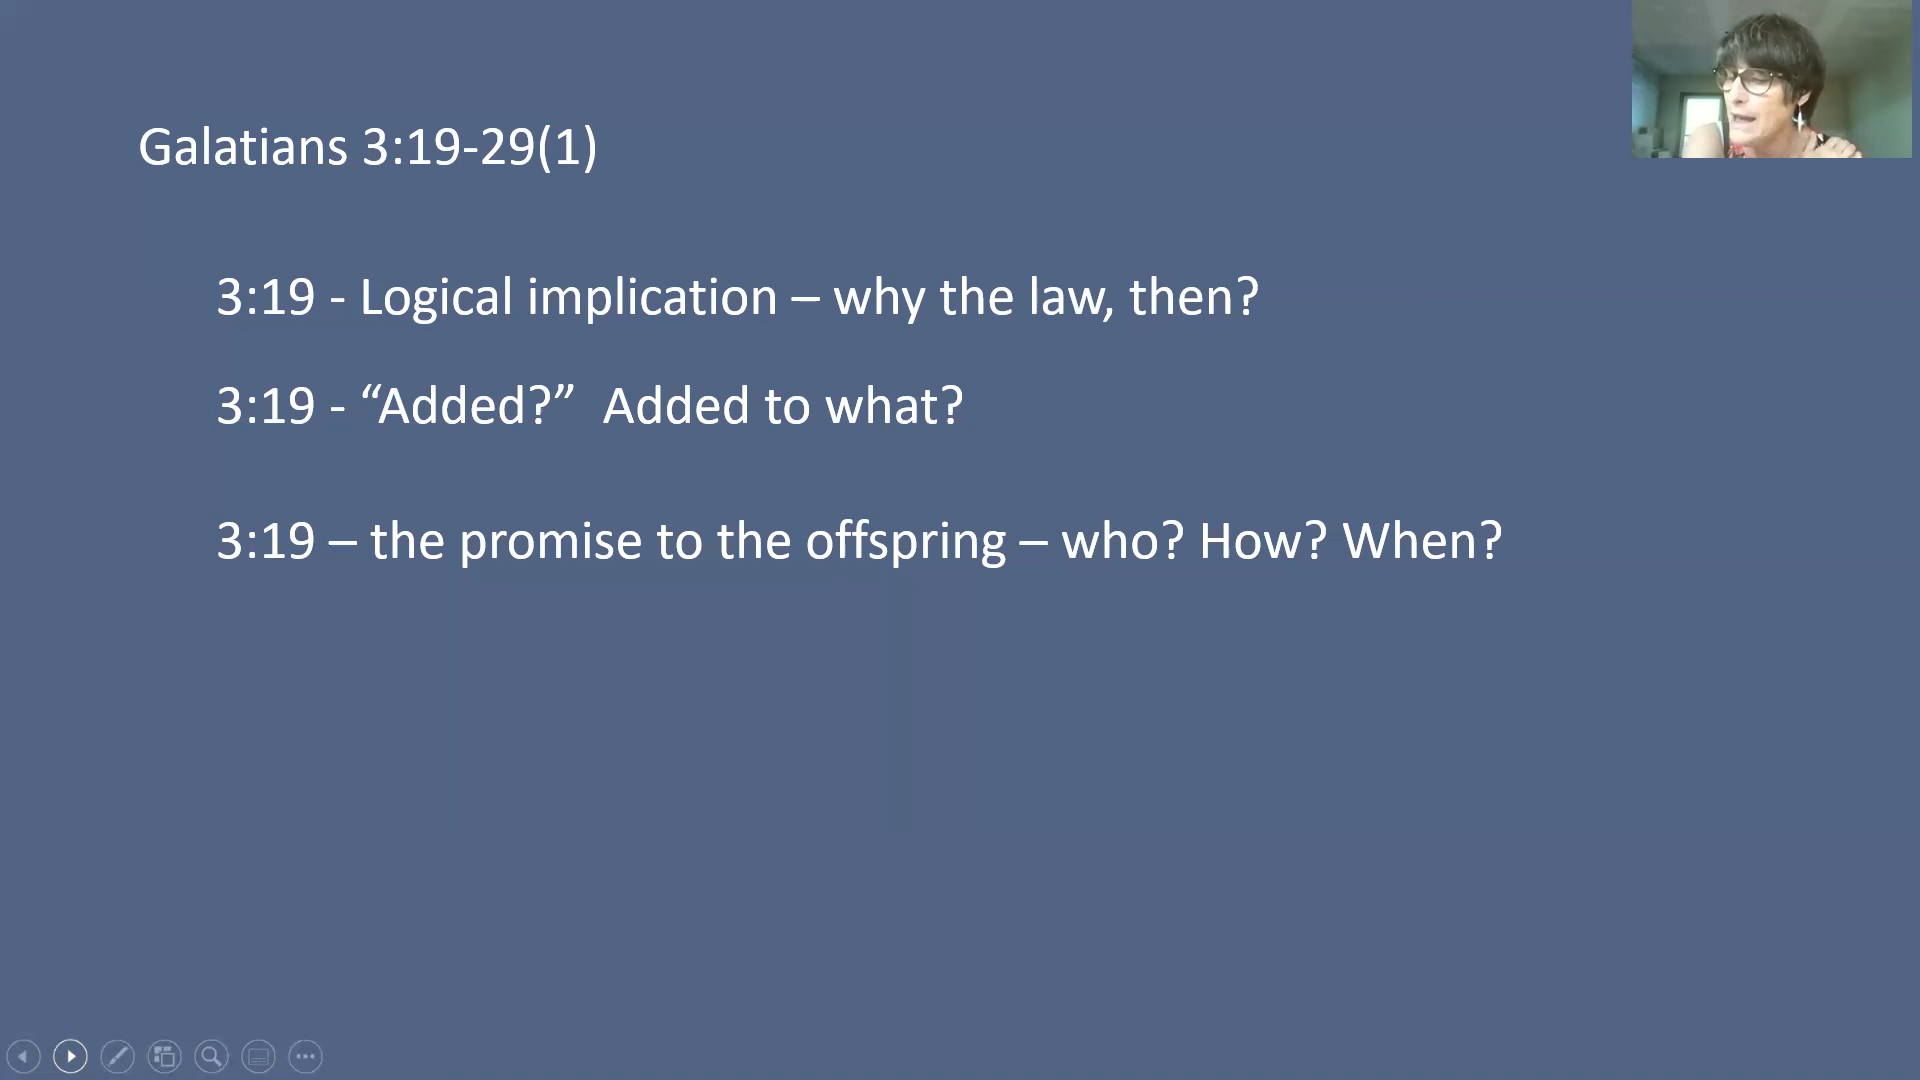 Galatians 3:19-29(1)
3:19 - Logical implication – why the law, then?
3:19 - “Added?”  Added to what?
3:19 – the promise to the offspring – who? How? When?